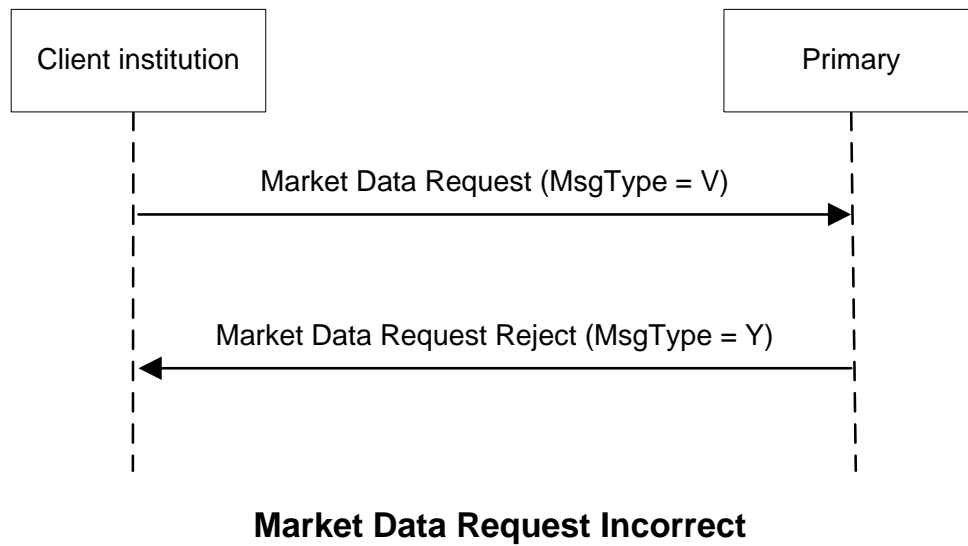 Client institution
Primary
Market Data Request (MsgType = V)
Market Data Request Reject (MsgType = Y)
Market Data Request Incorrect